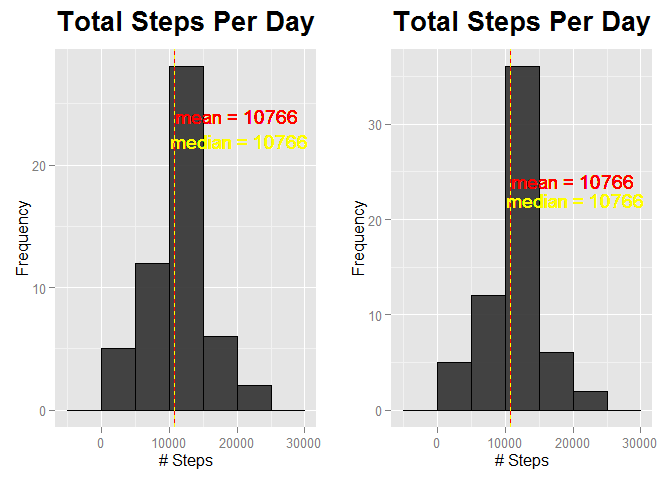 Total Steps Per Day
mean = 10766
median = 10766
20
10
0
Frequency
0 10000 20000 30000
# Steps
Total Steps Per Day
mean = 10766
median = 10766
30
20
10
0
Frequency
0 10000 20000 30000
# Steps